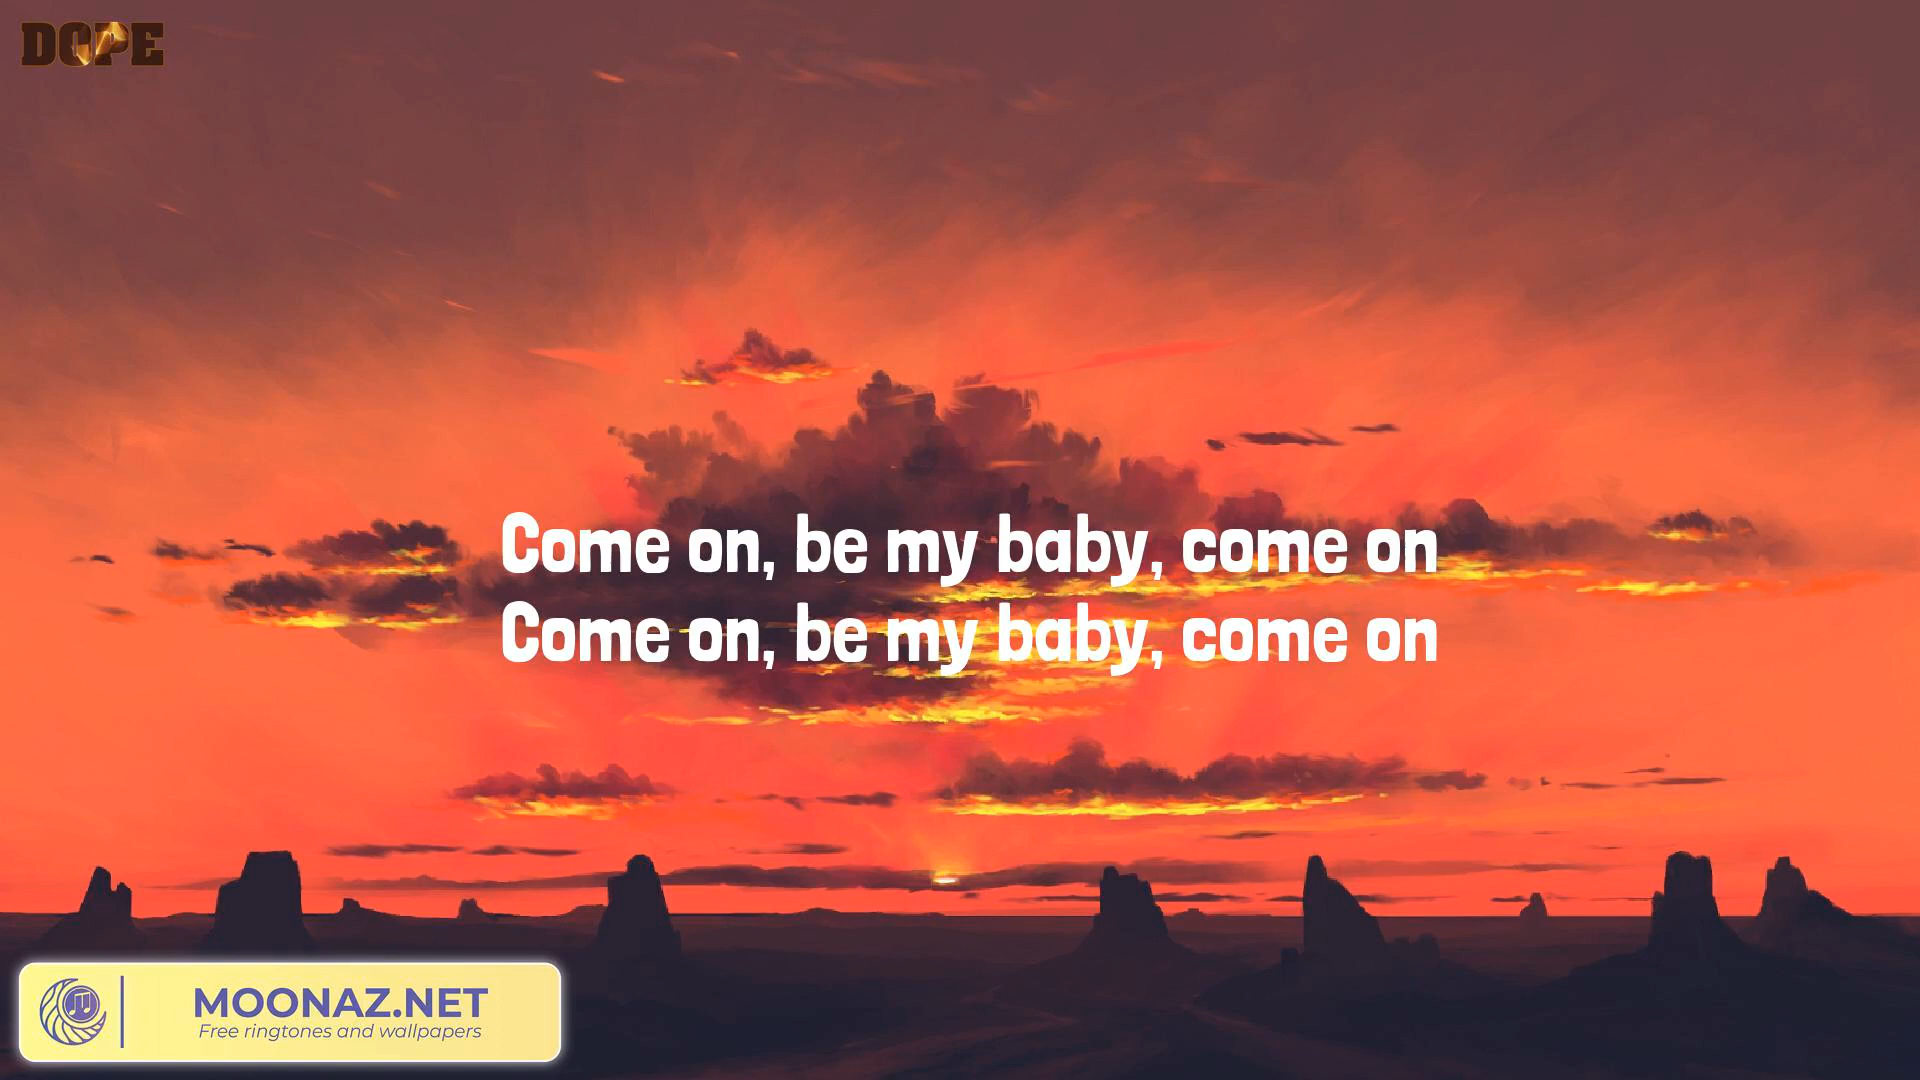 DOPE
Come on, be my baby, come on
Come on, be my baby, come on
MOONAZ.NET
Free ringtones and wallpapers